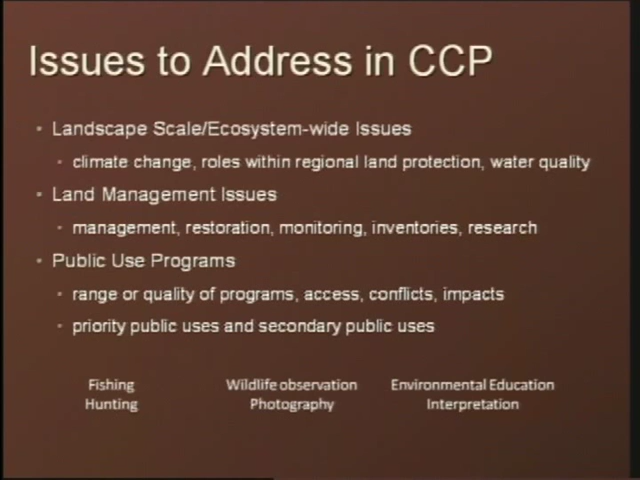 Issues to Address in CCP
Landscape Scale/Ecosystem-wide Issues
climate change, roles within regional land protection, water quality
Land Management Issues
management, restoration, monitoring, inventories, research
Public Use Programs
range or quality of programs, access, conflicts, impacts
priority public uses and secondary public uses
Fishing Wildlife observation Environmental Education
Hunting Photography Interpretation